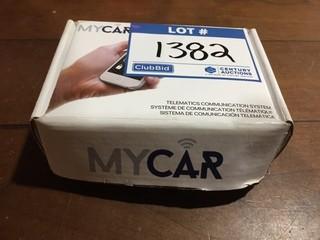 MYCAR
LOT #
1382
ClubBid
CENTURY
AUCTIONS
TELEMATICS COMMUNICATION SYSTEM
SYSTÈME DE COMMUNICATION TÉLÉMATIQUE
SISTEMA DE COMUNICACIÓN TELEMÁTICA
MYCAR